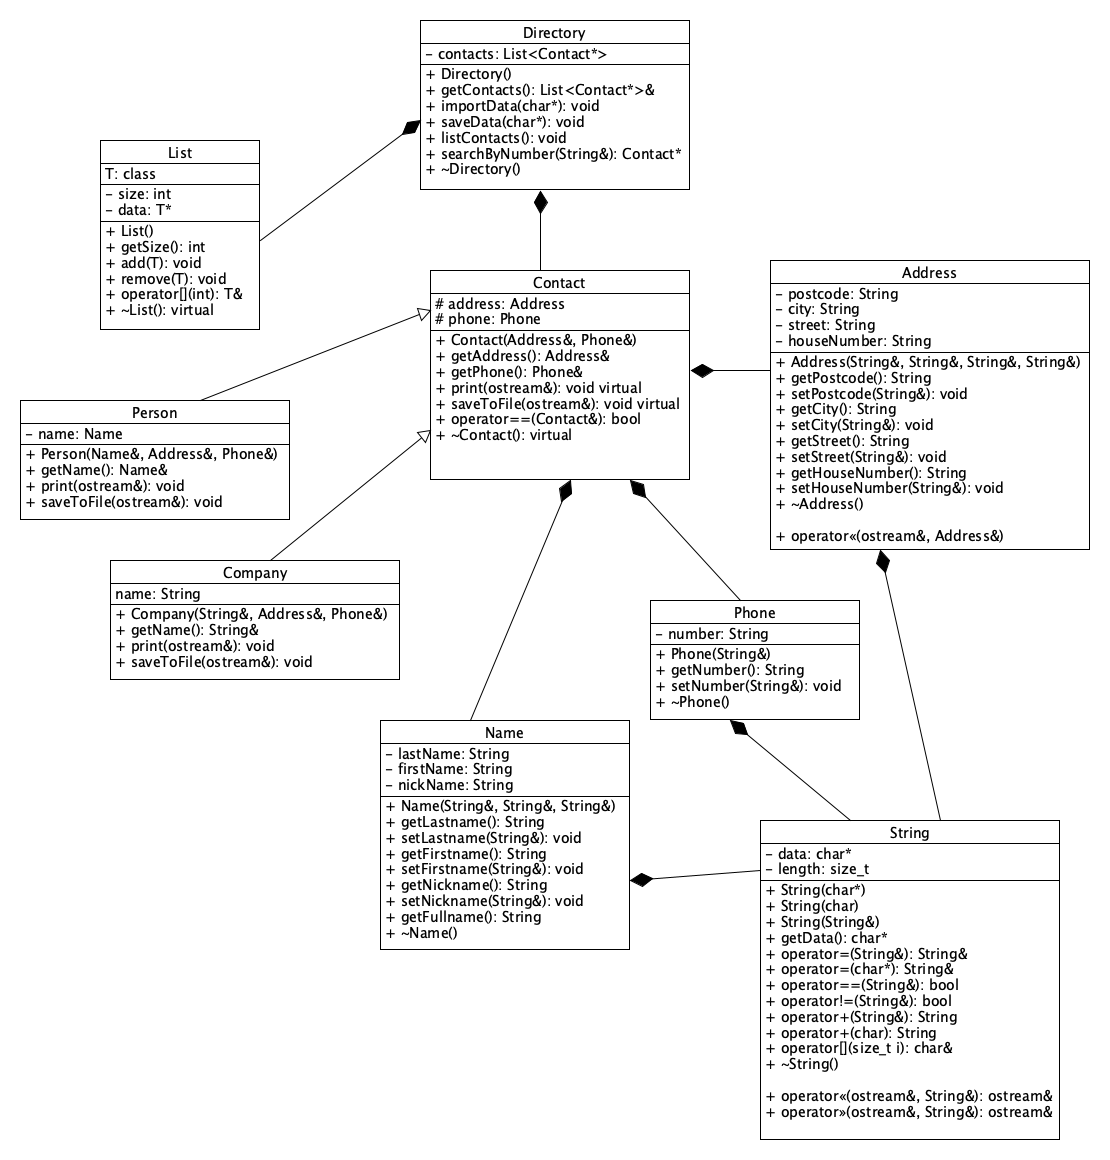 Directory
– contacts: List<Contact*>
+ Directory()
+ getContacts(): List<Contact*>&
+ importData(char*): void
+ saveData(char*): void
+ listContacts(): void
+ searchByNumber(String&): Contact*
+ ~Directory()
List
T: class
– size: int
– data: T*
+ List()
+ getSize(): int
+ add(T): void
+ remove(T): void
+ operator[](int): T&
+ ~List(): virtual
Contact
# address: Address
# phone: Phone
+ Contact(Address&, Phone&)
+ getAddress(): Address&
+ getPhone(): Phone&
+ print(ostream&): void virtual
+ saveToFile(ostream&): void virtual
+ operator==(Contact&): bool
+ ~Contact(): virtual
Address
– postcode: String
– city: String
– street: String
– houseNumber: String
+ Address(String&, String&, String&, String&)
+ getPostcode(): String
+ setPostcode(String&): void
+ getCity(): String
+ setCity(String&): void
+ getStreet(): String
+ setStreet(String&): void
+ getHouseNumber(): String
+ setHouseNumber(String&): void
+ ~Address()
+ operator«(ostream&, Address&)
Person
– name: Name
+ Person(Name&, Address&, Phone&)
+ getName(): Name&
+ print(ostream&): void
+ saveToFile(ostream&): void
Company
name: String
+ Company(String&, Address&, Phone&)
+ getName(): String&
+ print(ostream&): void
+ saveToFile(ostream&): void
Phone
– number: String
+ Phone(String&)
+ getNumber(): String
+ setNumber(String&): void
+ ~Phone()
Name
– lastName: String
– firstName: String
– nickName: String
+ Name(String&, String&, String&)
+ getLastname(): String
+ setLastname(String&): void
+ getFirstname(): String
+ setFirstname(String&): void
+ getNickname(): String
+ setNickname(String&): void
+ getFullname(): String
+ ~Name()
String
– data: char*
– length: size_t
+ String(char*)
+ String(char)
+ String(String&)
+ getData(): char*
+ operator=(String&): String&
+ operator=(char*): String&
+ operator==(String&): bool
+ operator!=(String&): bool
+ operator+(String&): String
+ operator+(char): String
+ operator[](size_t i): char&
+ ~String()
+ operator«(ostream&, String&): ostream&
+ operator»(ostream&, String&): ostream&